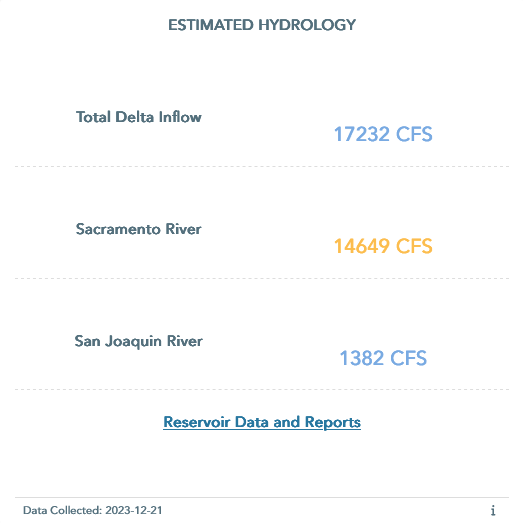 ESTIMATED HYDROLOGY
Total Delta Inflow
17232 CFS
Sacramento River
14649 CFS
San Joaquin River
1382 CFS
Reservoir Data and Reports
Data Collected: 2023-12-21 i